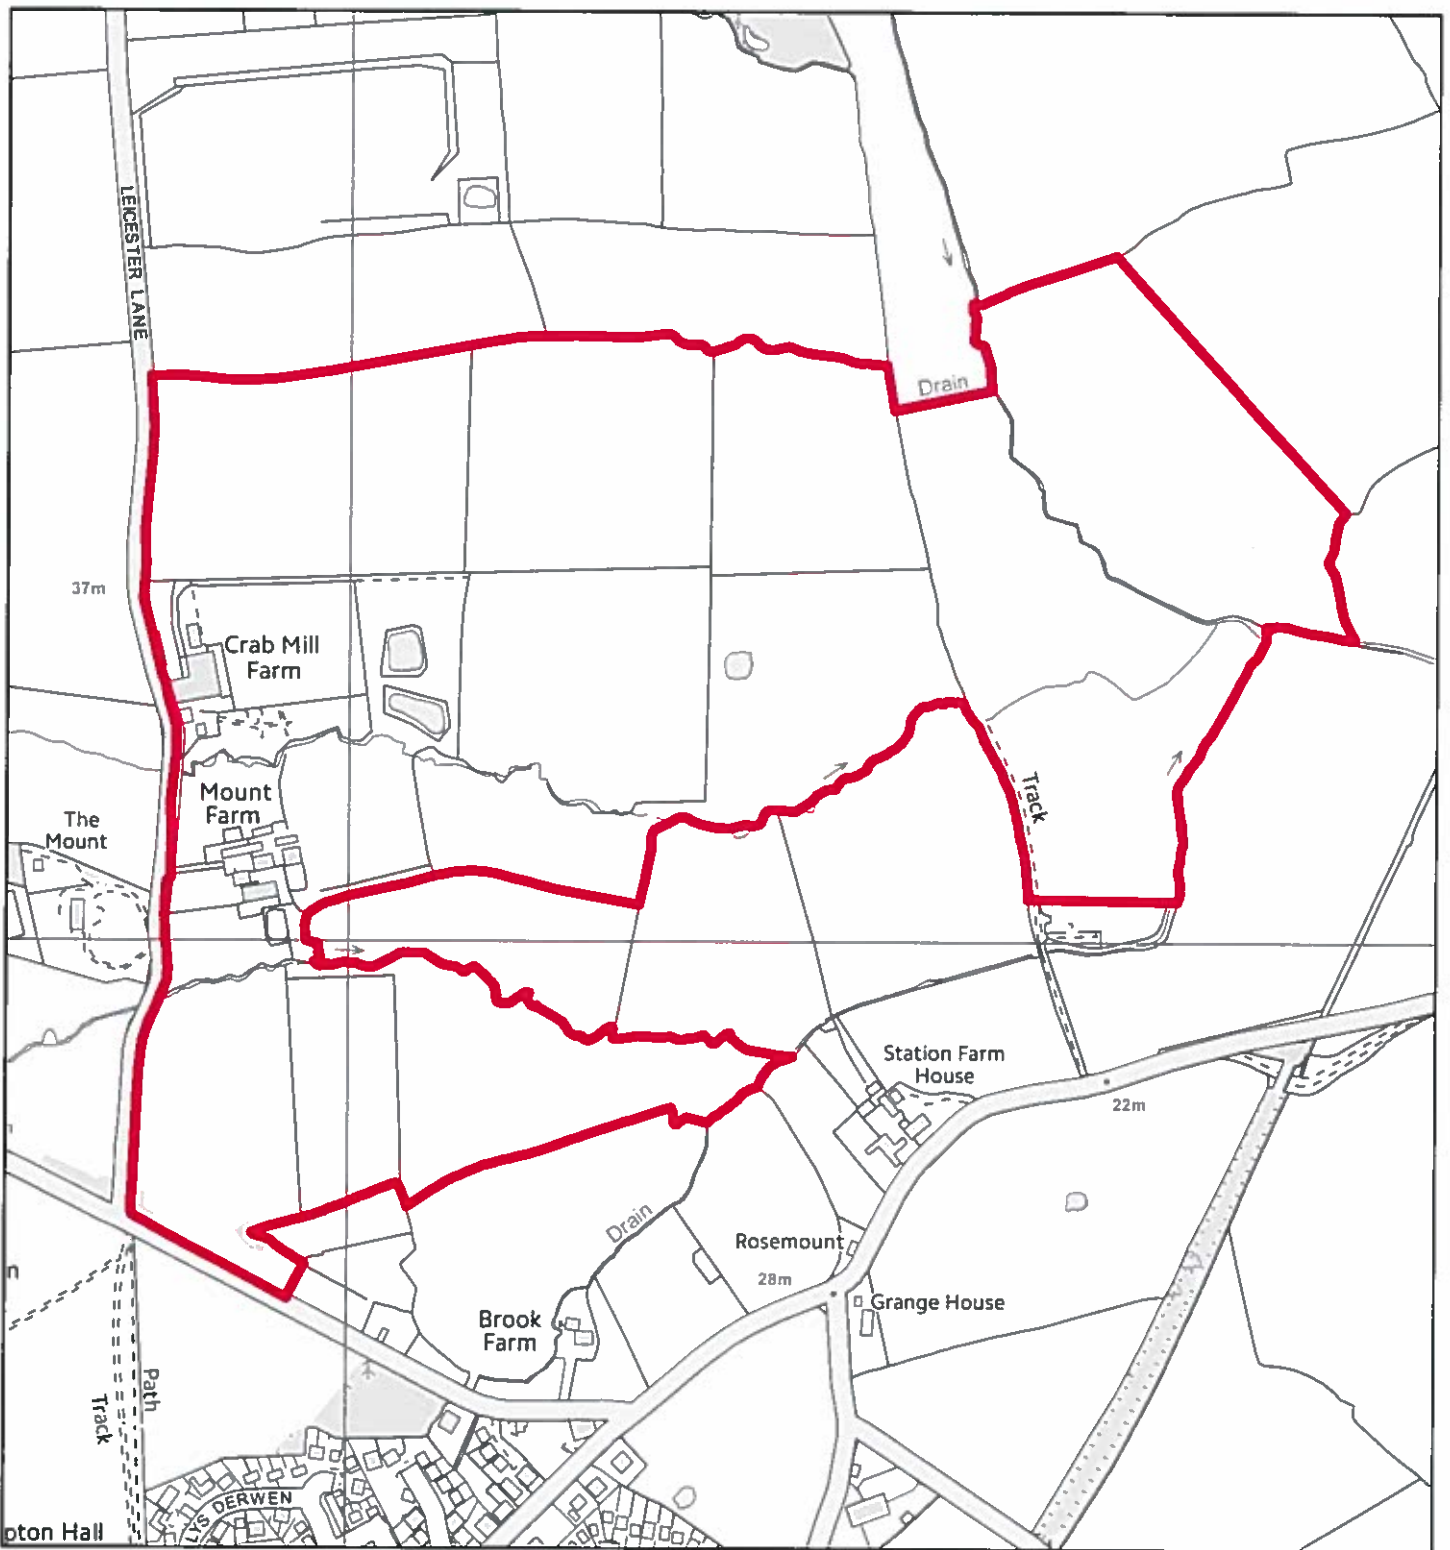 LEICESTER LANE
Drain
37m
Crab Mill
Farm
Mount
Farm
The
Mount
Track
Station Farm
House
22m
Drain
Rosemount
28m
Grange House
Brook
Farm
Path
Track
LYS DERWEN
pton Hall
n